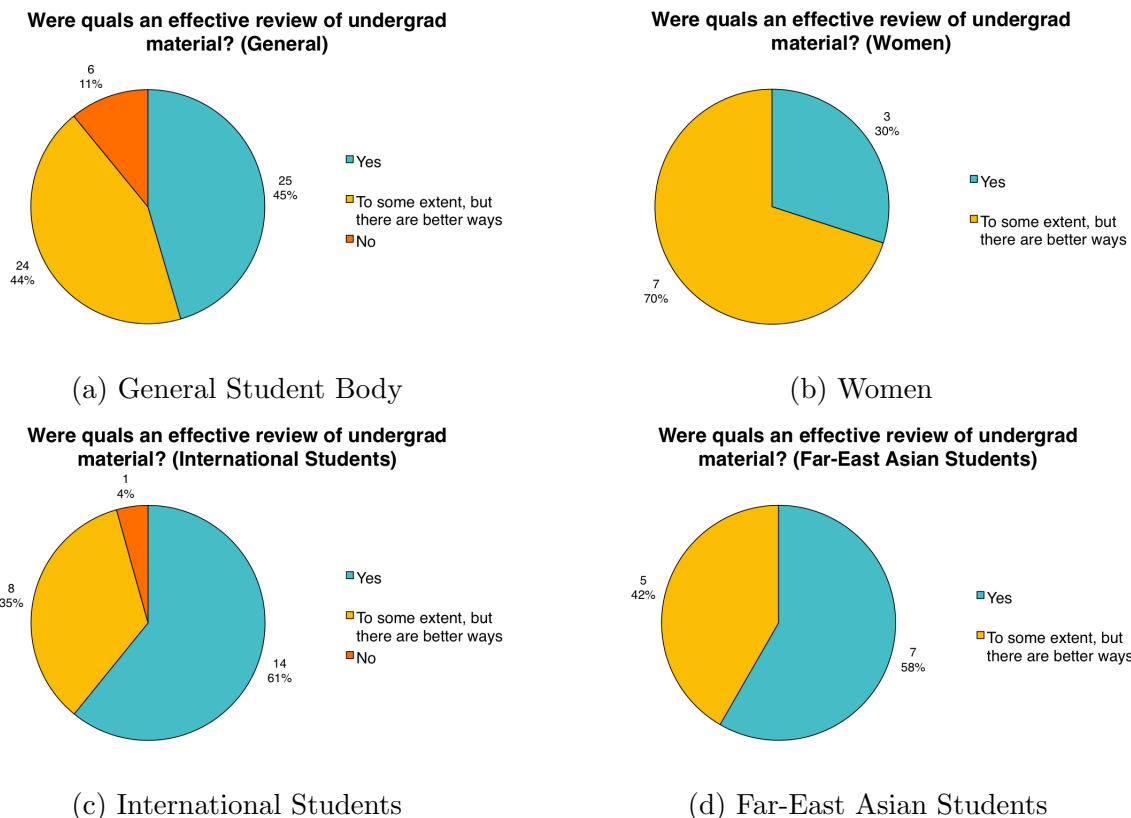 Were quals an effective review of undergrad
material? (General)
6
11%
25
45%
24
44%
Yes
To some extent, but
there are better ways
No
(a) General Student Body
Were quals an effective review of undergrad
material? (Women)
3
30%
7
70%
Yes
To some extent, but
there are better ways
(b) Women
Were quals an effective review of undergrad
material? (International Students)
1
4%
8
35%
14
61%
Yes
To some extent, but
there are better ways
No
(c) International Students
Were quals an effective review of undergrad
material? (Far-East Asian Students)
5
42%
7
58%
Yes
To some extent, but
there are better ways
(d) Far-East Asian Students